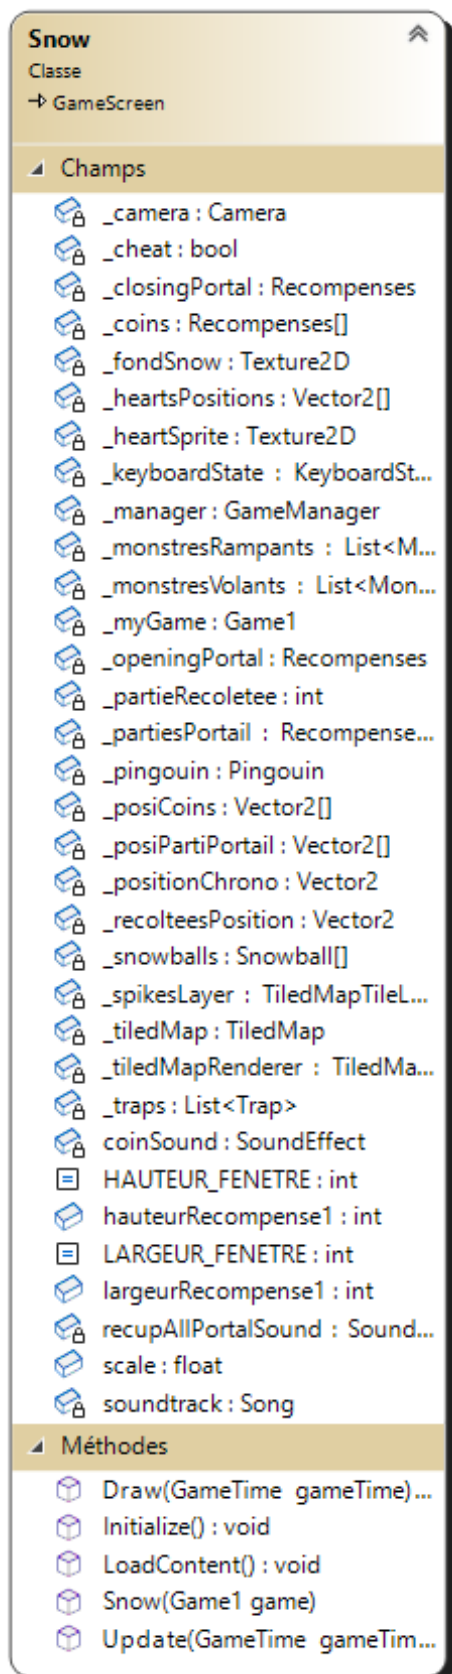 Snow
Classe
GameScreen
Champs
_camera : Camera
_cheat : bool
_closingPortal : Recompenses
_coins : Recompenses[]
_fondSnow : Texture2D
_heartsPositions : Vector2[]
_heartSprite : Texture2D
_keyboardState : KeyboardSt...
_manager : GameManager
_monstresRampants : List<M...
_monstresVolants : List<Mon...
_myGame : Game1
_openingPortal : Recompenses
_partieRecoletee : int
_partiesPortail : Recompense...
_pingouin : Pingouin
_posiCoins : Vector2[]
_posiPartiPortail : Vector2[]
_positionChrono : Vector2
_recolteesPosition : Vector2
_snowballs : Snowball[]
_spikesLayer : TiledMapTileL...
_tiledMap : TiledMap
_tiledMapRenderer : TiledMa...
_traps : List<Trap>
coinSound : SoundEffect
HAUTEUR_FENETRE : int
hauteurRecompense1 : int
LARGEUR_FENETRE : int
largeurRecompense1 : int
recupAllPortalSound : Sound...
scale : float
soundtrack : Song
Méthodes
Draw(GameTime gameTime)...
Initialize() : void
LoadContent() : void
Snow(Game1 game)
Update(GameTime gameTim...